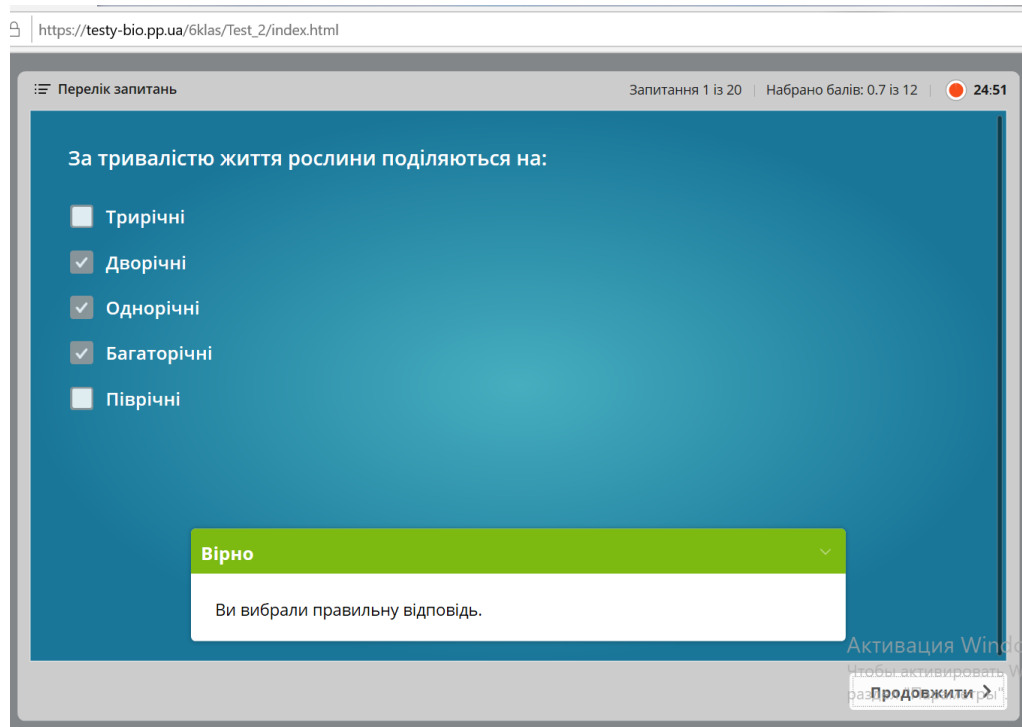 https://testy-bio.pp.ua/6klas/Test_2/index.html
Перелік запитань
Запитання 1 із 20
Набрано балів: 0.7 із 12
24:51
За тривалістю життя рослини поділяються на:
Трирічні
Дворічні
Однорічні
Багаторічні
Піврічні
Вірно
Ви вибрали правильну відповідь.
Активация Windo
Чтобы активировать W
Продовжити